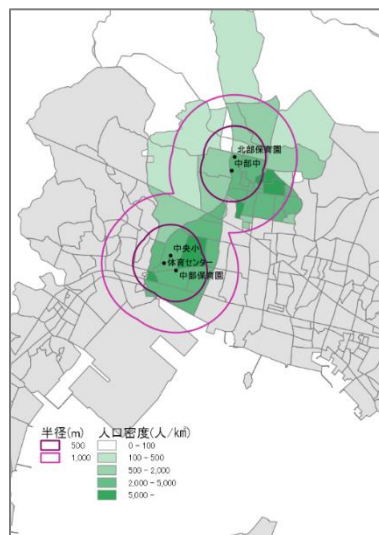 北部保育園
中部中
中央小
体育センター
中部保育園
半径(m) 人口密度(人/k㎡)
500 0-100
1,000 100-500
500-2,000
2,000-5,000
5,000-